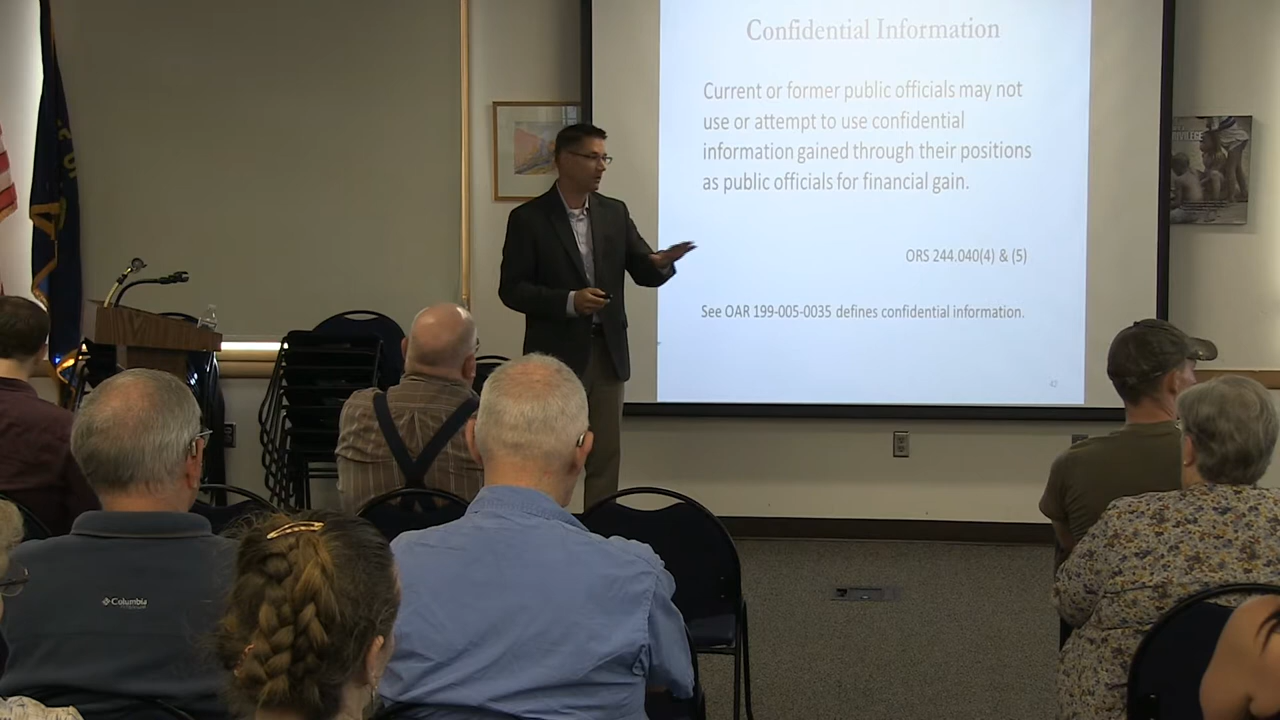 Confidential Information
Current or former public officials may not
use or attempt to use confidential
information gained through their positions
as public officials for financial gain.
ORS 244.040(4) & (5)
See OAR 199-005-0035 defines confidential information.
42
PRIVILEGE
Columbia